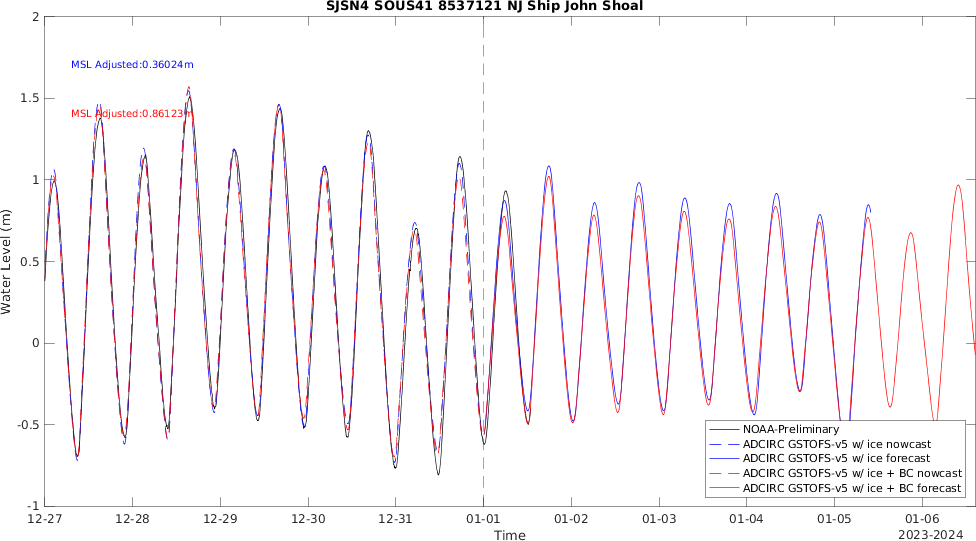 SJSN4 SOUS41 8537121 NJ Ship John Shoal
2
1.5
1
0.5
0
-0.5
-1
Water Level (m)
MSL Adjusted:0.36024m
MSL Adjusted:0.86123m
NOAA-Preliminary
ADCIRC GSTOFS-v5 w/ ice nowcast
ADCIRC GSTOFS-v5 w/ ice forecast
ADCIRC GSTOFS-v5 w/ ice + BC nowcast
ADCIRC GSTOFS-v5 w/ ice + BC forecast
12-27 12-28 12-29 12-30 12-31 01-01 01-02 01-03 01-04 01-05 01-06
Time
2023-2024